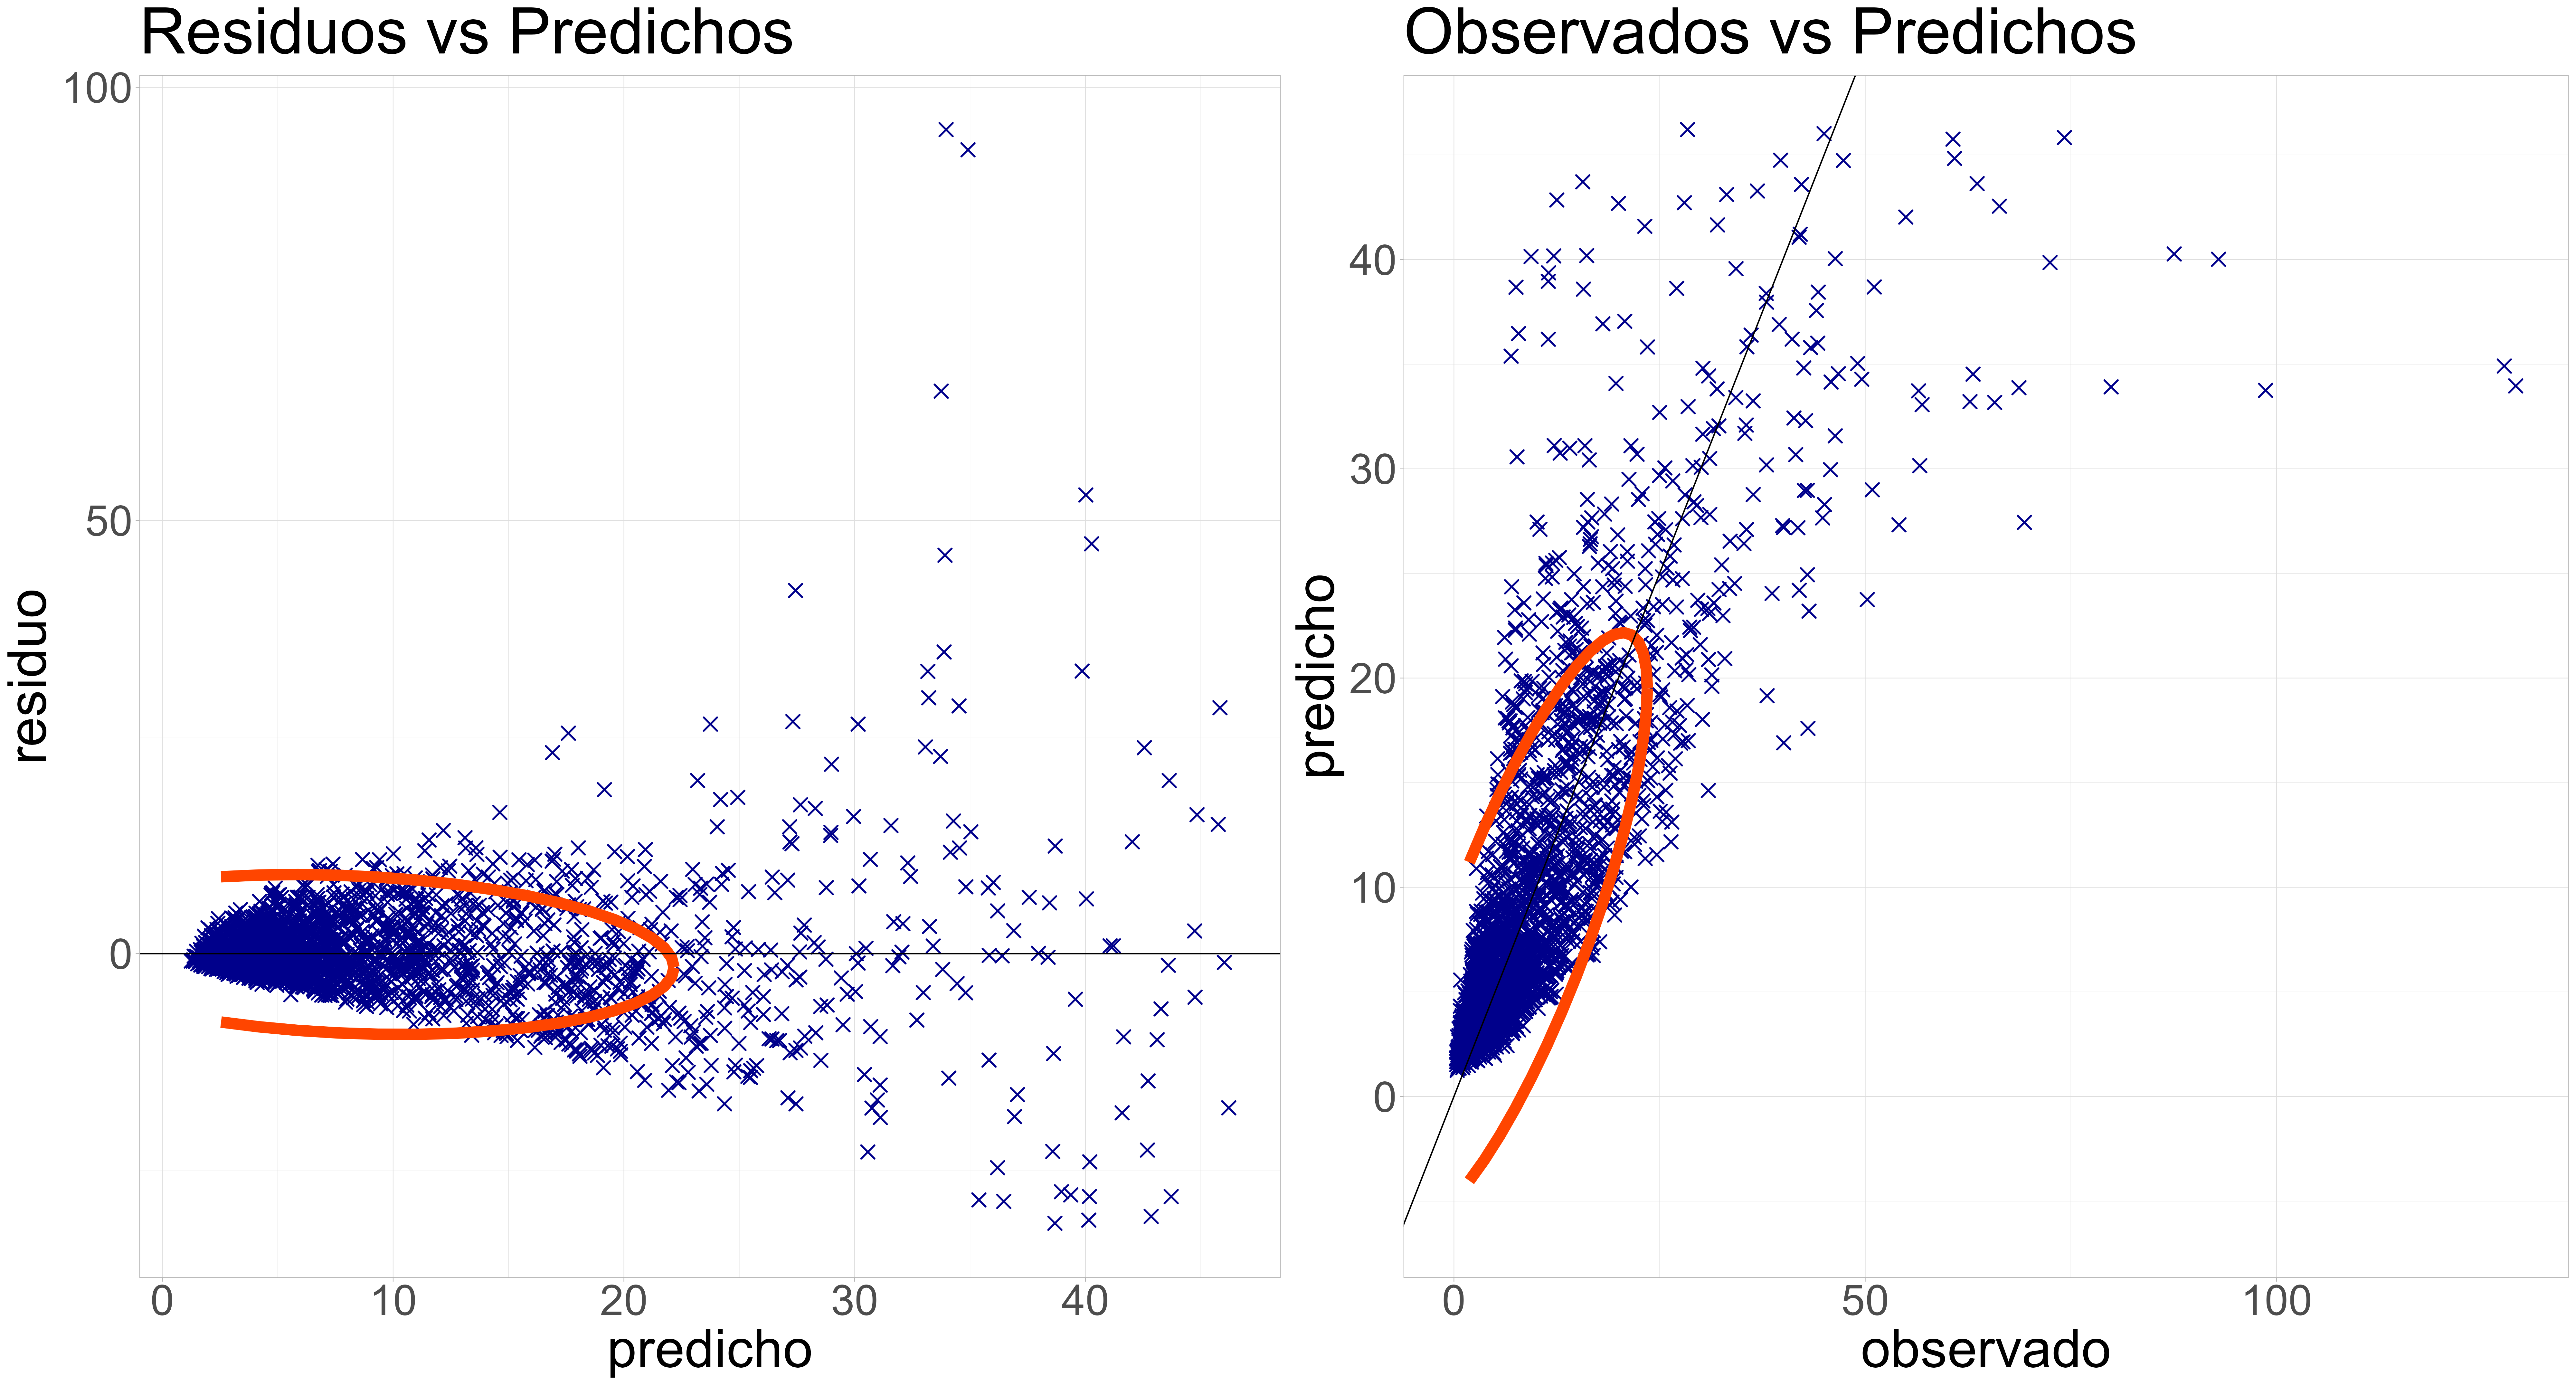 Residuos vs Predichos
100
50
0
residuo
0 10 20 30 40
predicho
Observados vs Predichos
40
30
20
10
0
predicho
0 50 100
observado